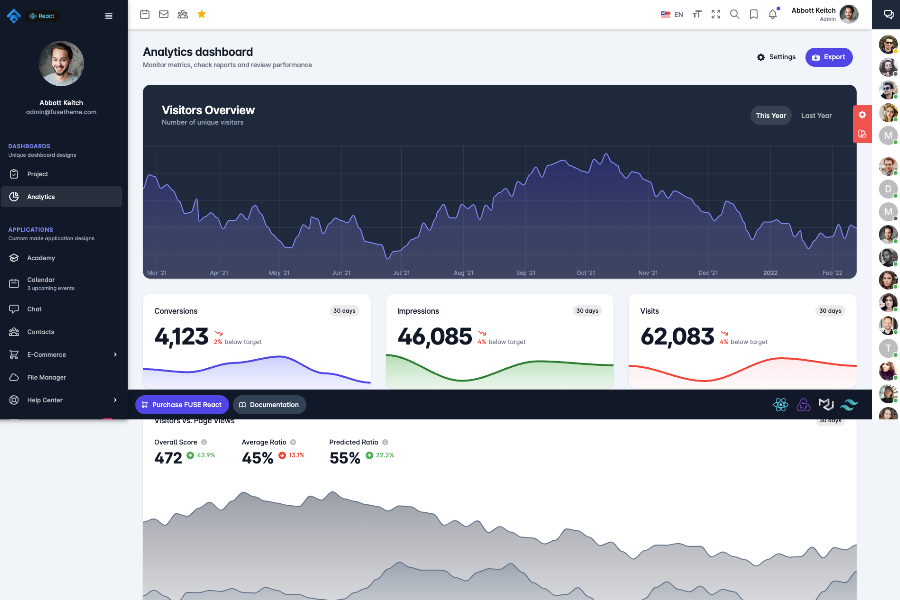 React
Abbott Keitch
admin@fusetheme.com
DASHBOARDS
Unique dashboard designs
Project
Analytics
APPLICATIONS
Custom made application designs
Academy
Calendar
3 upcoming events
Chat
Contacts
E-Commerce
File Manager
Help Center
EN
Abbott Keitch
Admin
Analytics dashboard
Monitor metrics, check reports and review performance
Settings
Export
Visitors Overview
Number of unique visitors
This Year
Last Year
Mar '21
Apr '21
May '21
Jun '21
Jul '21
Aug '21
Sep '21
Oct '21
Nov '21
Dec '21
2022
Feb '22
Conversions
30 days
4,123
2% below target
Impressions
30 days
46,085
4% below target
Visits
30 days
62,083
4% below target
Purchase FUSE React
Documentation
Visitors vs. Page Views
30 days
Overall Score
472
42.9%
Average Ratio
45%
13.1%
Predicted Ratio
55%
22.2%
M
D
M
T